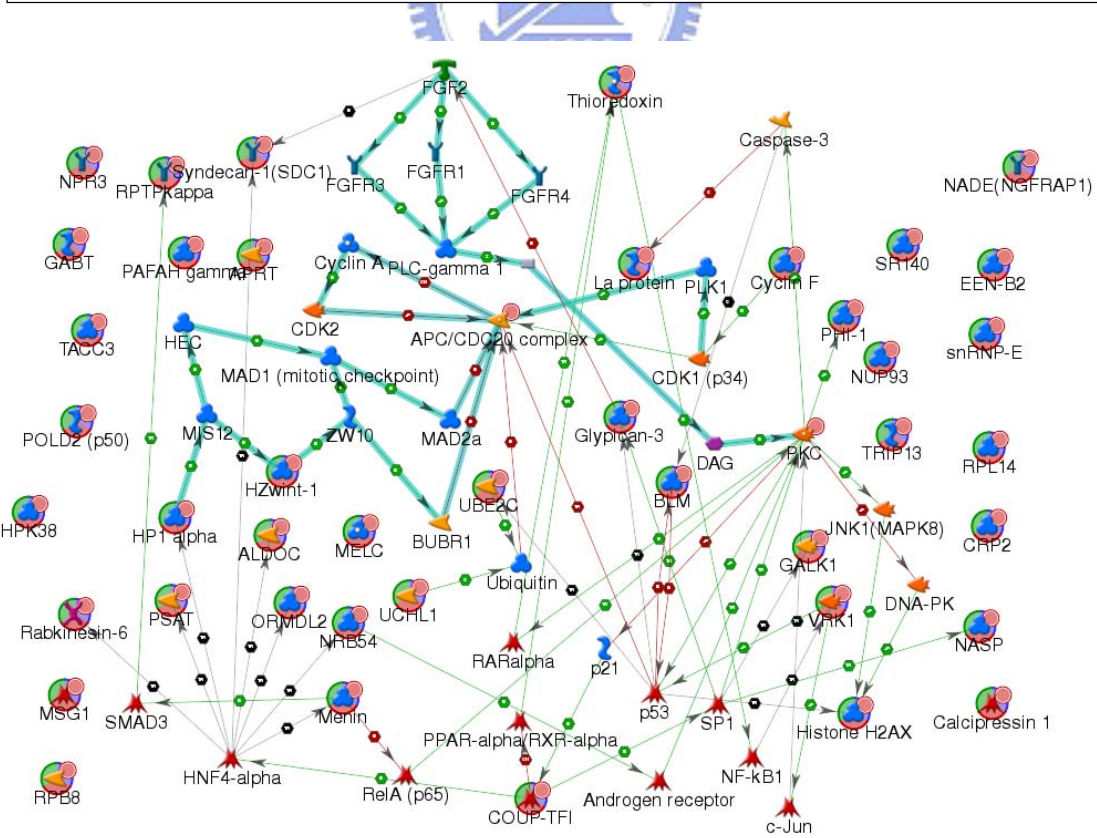 FGF2
Thioredoxin
Caspase-3
NPR3
RPTPkappa
Syndecan-1(SDC1)
FGFR3
FGFR1
FGFR4
NADE(NGFRAP1)
GABT
PAFAH gamma
APRT
Cyclin A
PLC-gamma 1
La protein
PLK1
Cyclin F
SRT40
EEN-B2
TACC3
HEC
CDK2
APC/CDC20 complex
MAD1 (mitotic checkpoint)
CDK1 (p34)
PHI-1
NUP93
snRNP-E
POLD2 (p50)
MIS12
ZW10
MAD2a
Glypican-3
DAG
PKC
TRIP13
RPL14
HZwint-1
HPK38
HP1 alpha
ALDOC
MELC
BUBR1
UBE2C
BLM
JNK1(MAPK8)
CRP2
Ubiquitin
GALK1
DNA-PK
Rabkinesin-6
PSAT
ORMDL2
NRB54
UCHL1
RARalpha
p21
VRK1
NASP
MSG1
SMAD3
Menin
PPAR-alpha/RXR-alpha
p53
SP1
Histone H2AX
Calcipressin 1
RPB8
HNF4-alpha
RelA (p65)
COUP-TFI
Androgen receptor
NF-kB1
c-Jun